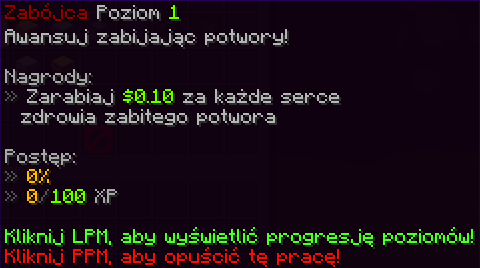 Zabójca Poziom 1
Awansuj zabijając potwory!
Nagrody:
» Zarabiaj $0.10 za każde serce
zdrowia zabitego potwora
Postęp:
» 0%
» 0/100 XP
Kliknij LPM, aby wyświetlić progresję poziomów!
Kliknij PPM, aby opuścić tę pracę!